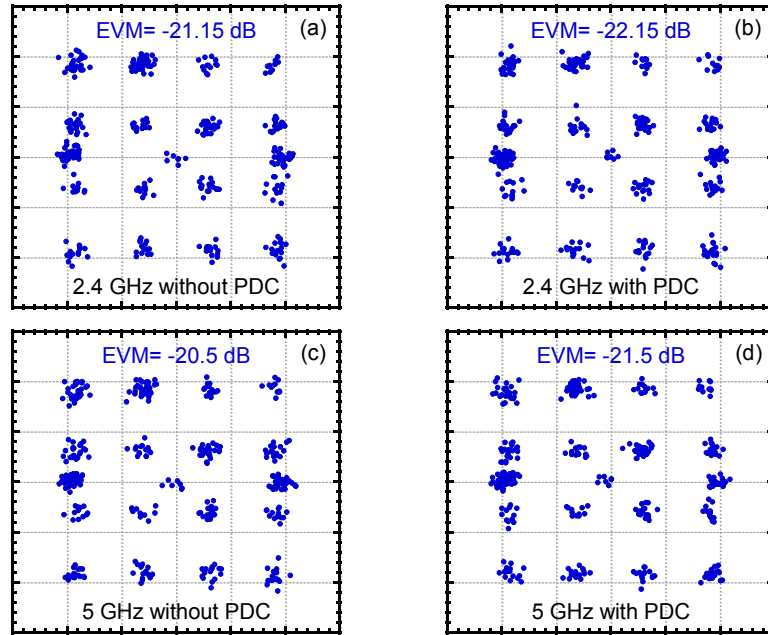 EVM= -21.15 dB
(a)
2.4 GHz without PDC
EVM= -22.15 dB
(b)
2.4 GHz with PDC
EVM= -20.5 dB
(c)
5 GHz without PDC
EVM= -21.5 dB
(d)
5 GHz with PDC